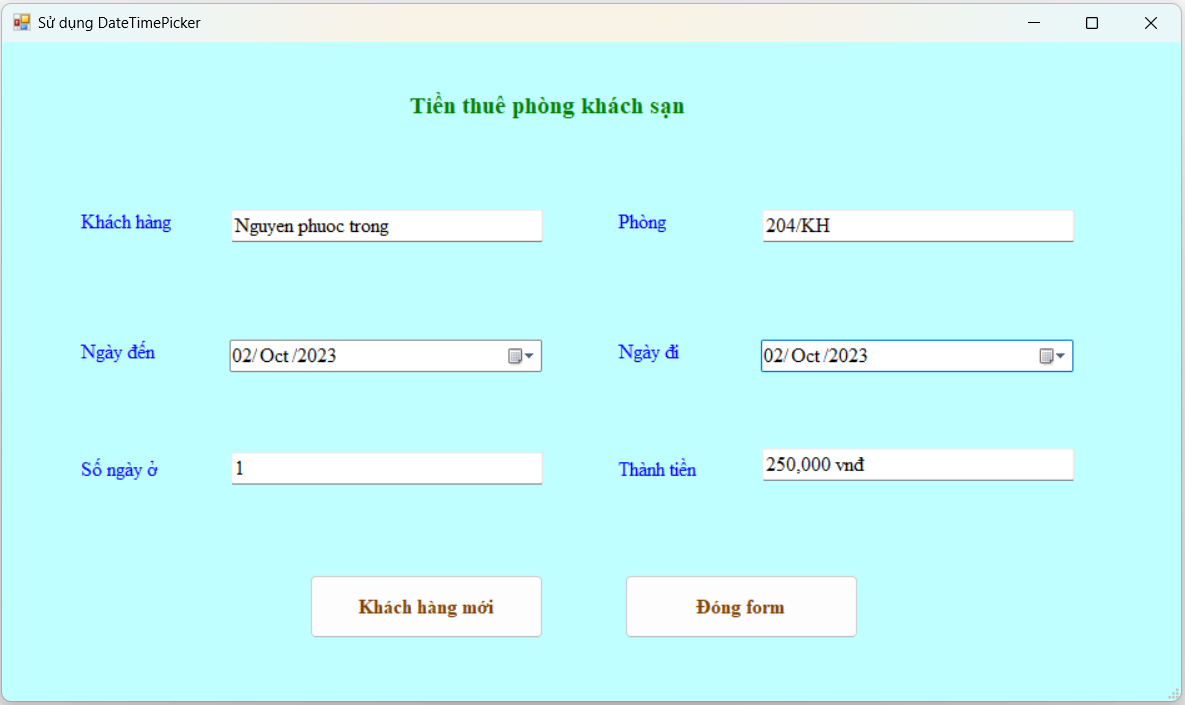 Sử dụng DateTimePicker
Tiền thuê phòng khách sạn
Khách hàng Nguyen phuoc trong Phòng 204/KH
Ngày đến 02/ Oct /2023 Ngày đi 02/ Oct /2023
Số ngày ở 1 Thành tiền 250,000 vnđ
Khách hàng mới Đóng form